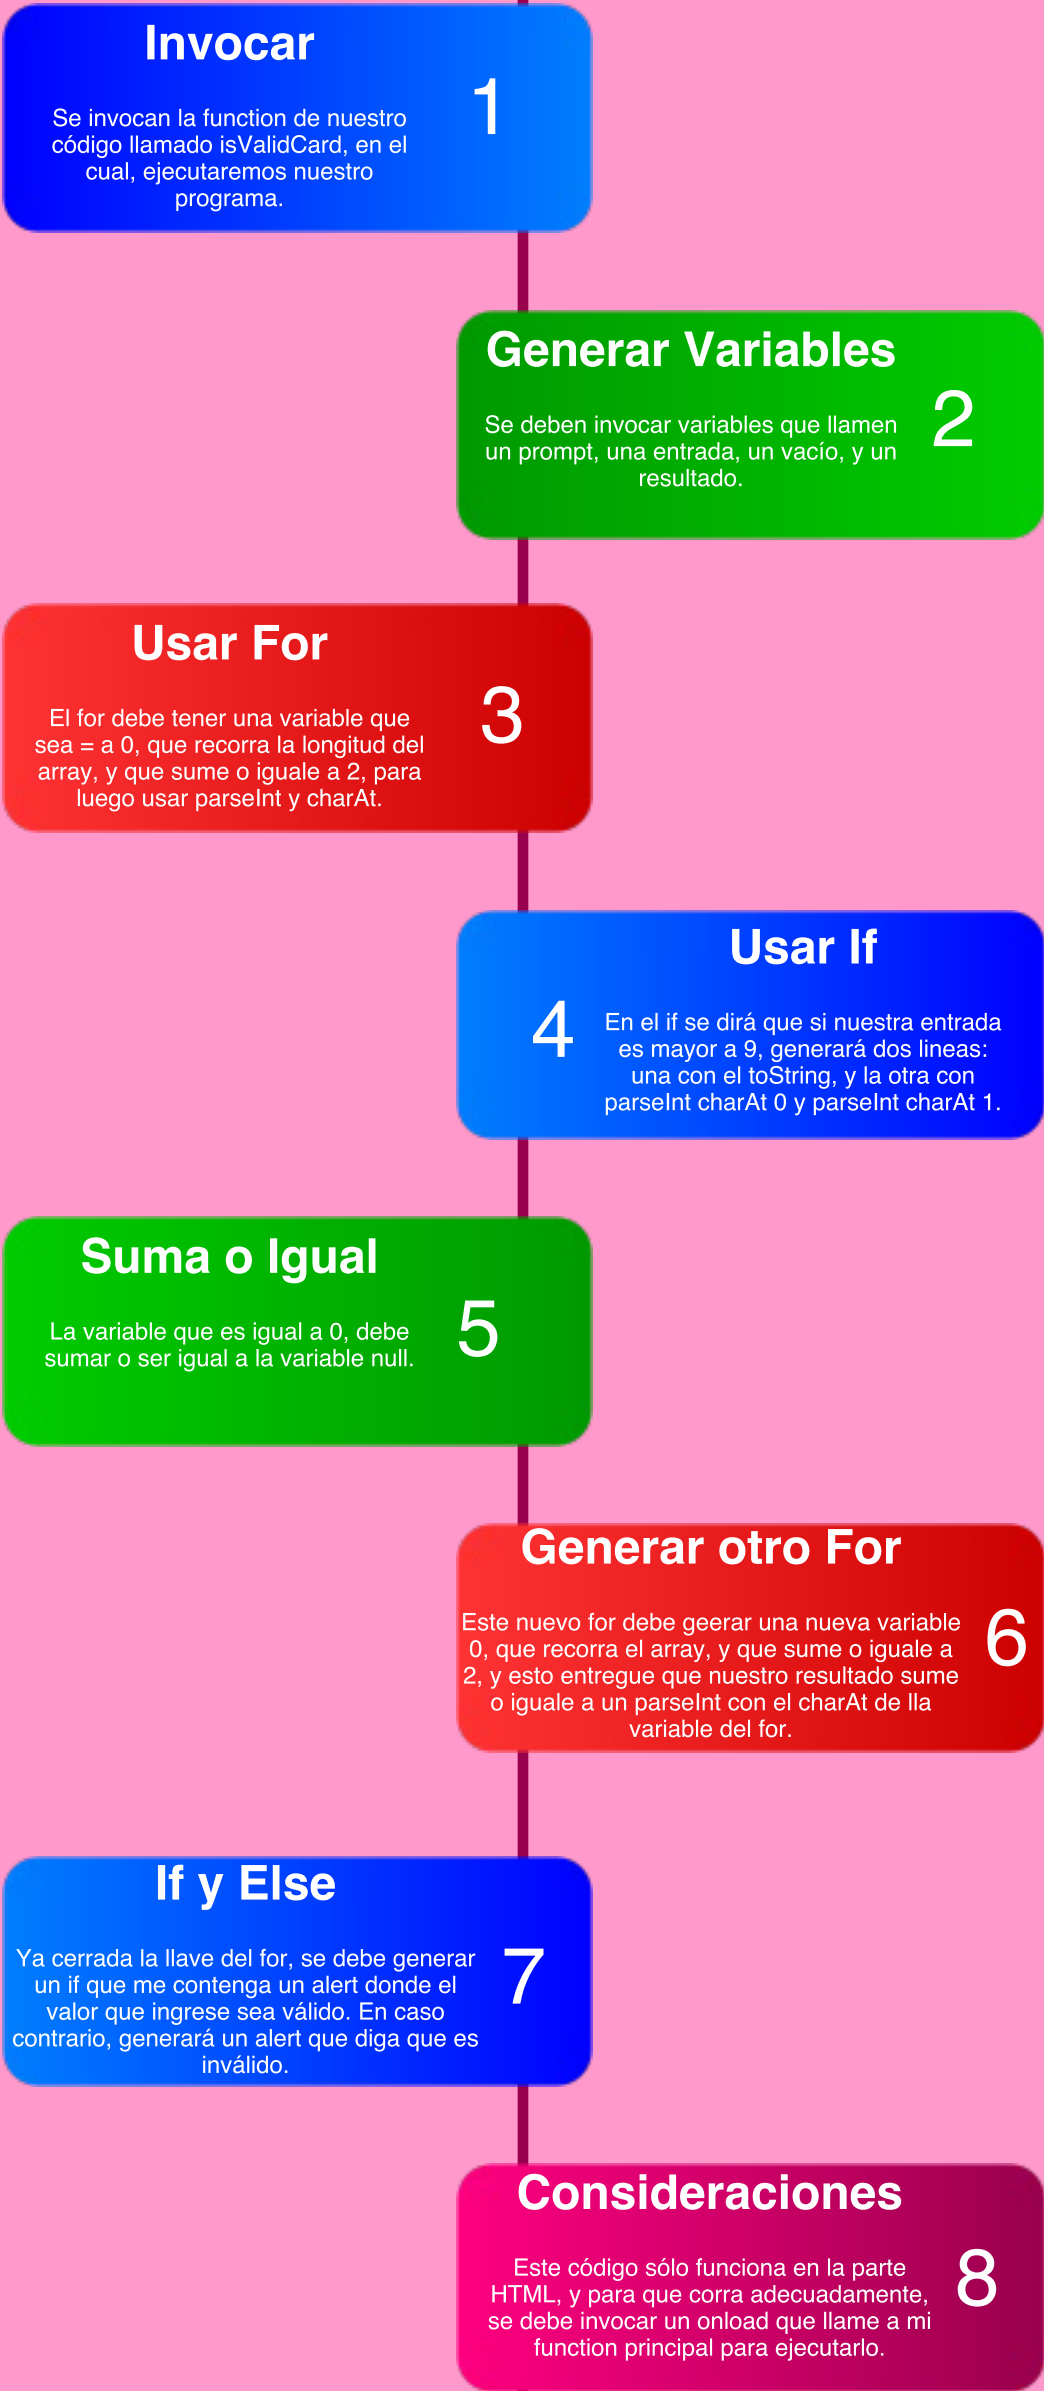 Invocar
1
Se invocan la function de nuestro
código llamado isValidCard, en el
cual, ejecutaremos nuestro
programa.
Generar Variables
2
Se deben invocar variables que llamen
un prompt, una entrada, un vacío, y un
resultado.
Usar For
3
El for debe tener una variable que
sea = a 0, que recorra la longitud del
array, y que sume o iguale a 2, para
luego usar parseInt y charAt.
Usar If
4
En el if se dirá que si nuestra entrada
es mayor a 9, generará dos lineas:
una con el toString, y la otra con
parseInt charAt 0 y parseInt charAt 1.
Suma o Igual
5
La variable que es igual a 0, debe
sumar o ser igual a la variable null.
Generar otro For
6
Este nuevo for debe geerar una nueva variable
0, que recorra el array, y que sume o iguale a
2, y esto entregue que nuestro resultado sume
o iguale a un parseInt con el charAt de lla
variable del for.
If y Else
7
Ya cerrada la llave del for, se debe generar
un if que me contenga un alert donde el
valor que ingrese sea válido. En caso
contrario, generará un alert que diga que es
inválido.
Consideraciones
8
Este código sólo funciona en la parte
HTML, y para que corra adecuadamente,
se debe invocar un onload que llame a mi
function principal para ejecutarlo.